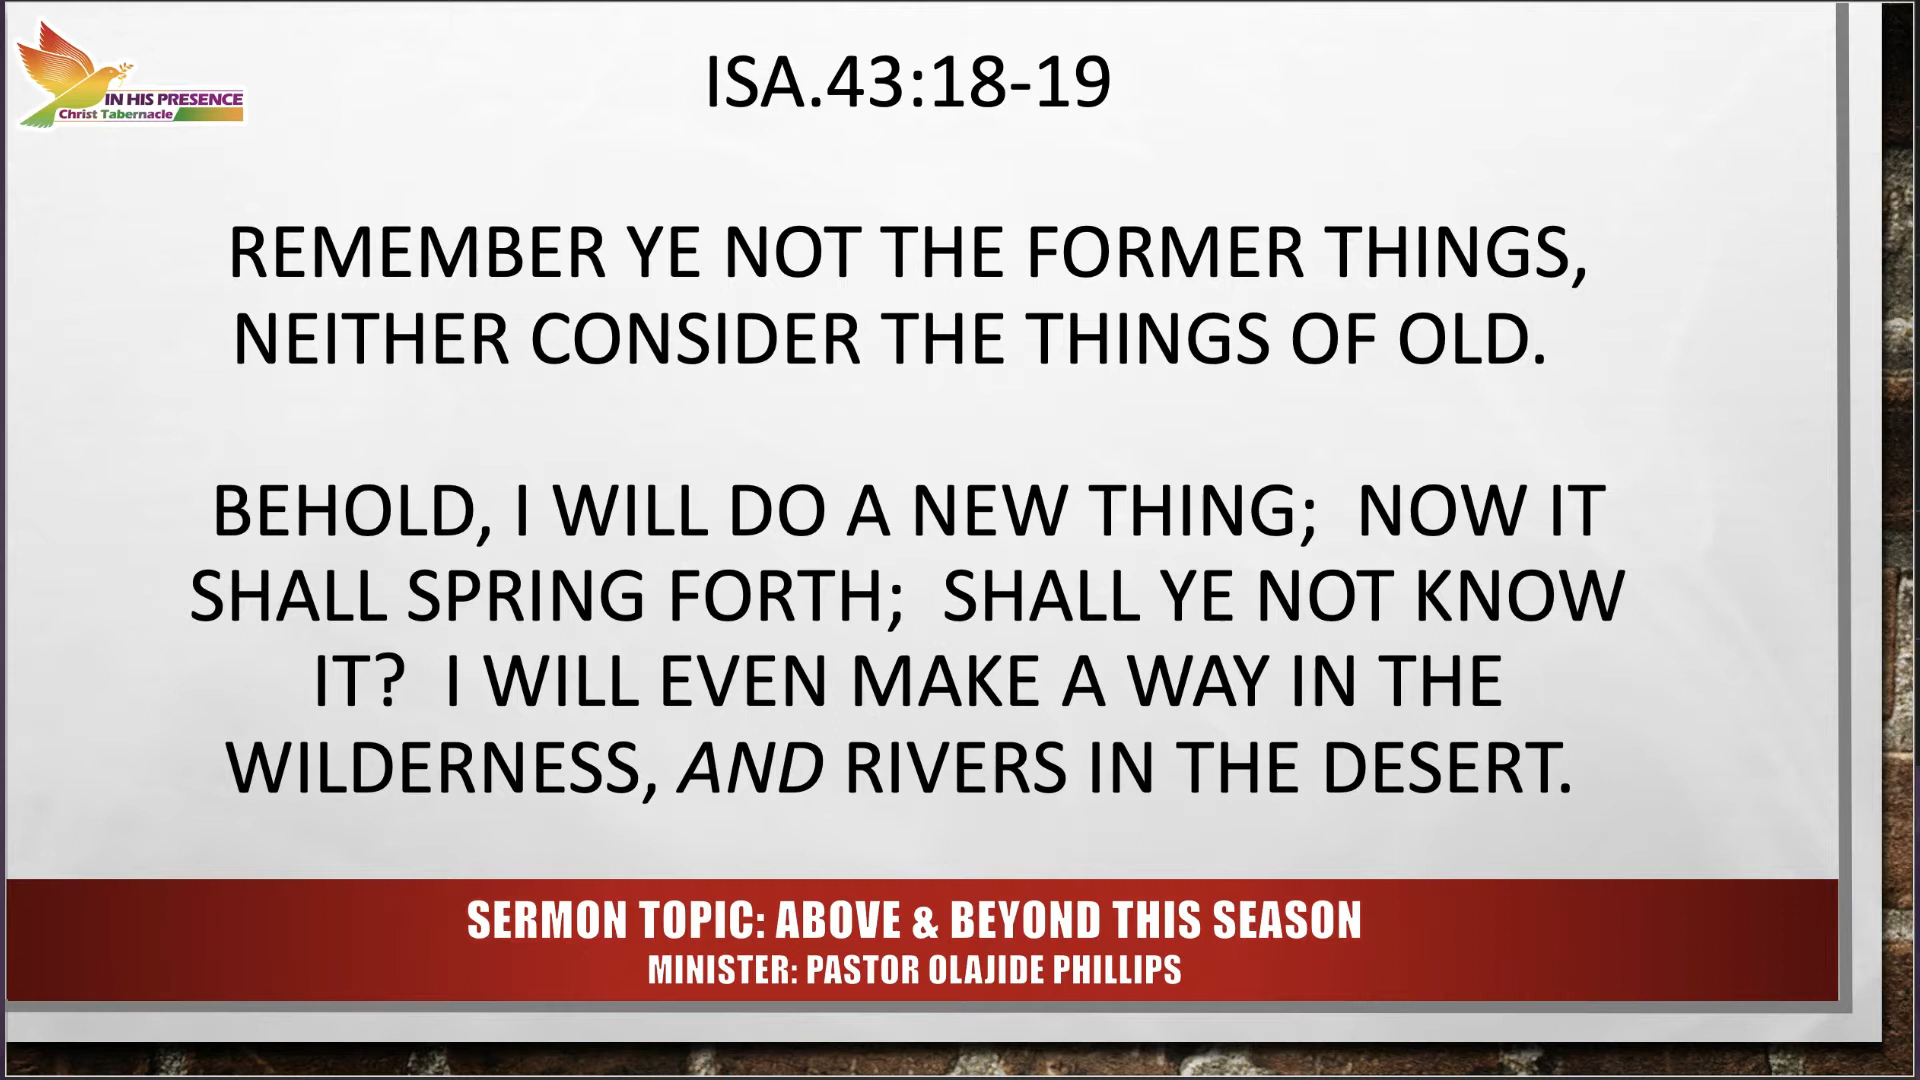 IN HIS PRESENCE
Christ Tabernacle
ISA.43:18-19
REMEMBER YE NOT THE FORMER THINGS,
NEITHER CONSIDER THE THINGS OF OLD.
BEHOLD, I WILL DO A NEW THING;  NOW IT
SHALL SPRING FORTH;  SHALL YE NOT KNOW
IT?  I WILL EVEN MAKE A WAY IN THE
WILDERNESS, AND RIVERS IN THE DESERT.
SERMON TOPIC: ABOVE & BEYOND THIS SEASON
MINISTER: PASTOR OLAJIDE PHILLIPS